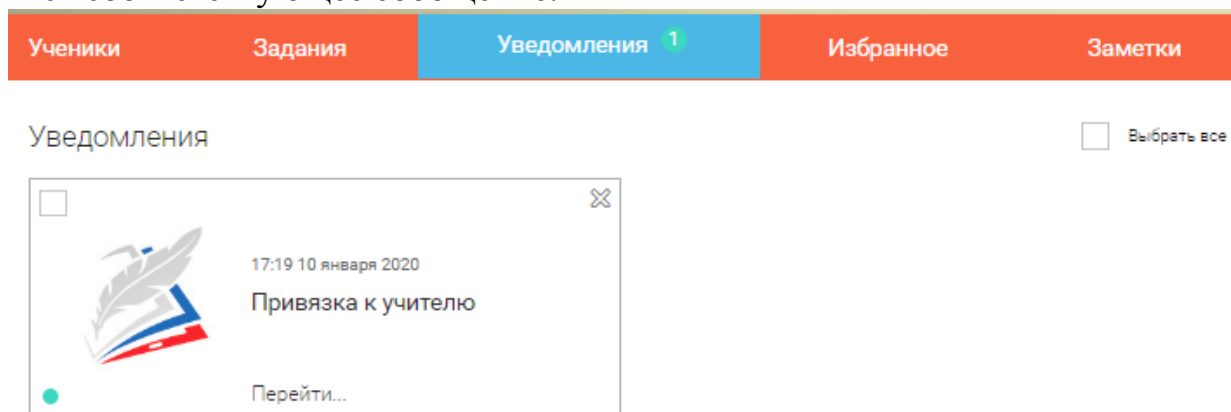 Ученики Задания Уведомления 1 Избранное Заметки
Уведомления
Выбрать все
17:19 10 января 2020
Привязка к учителю
Перейти...